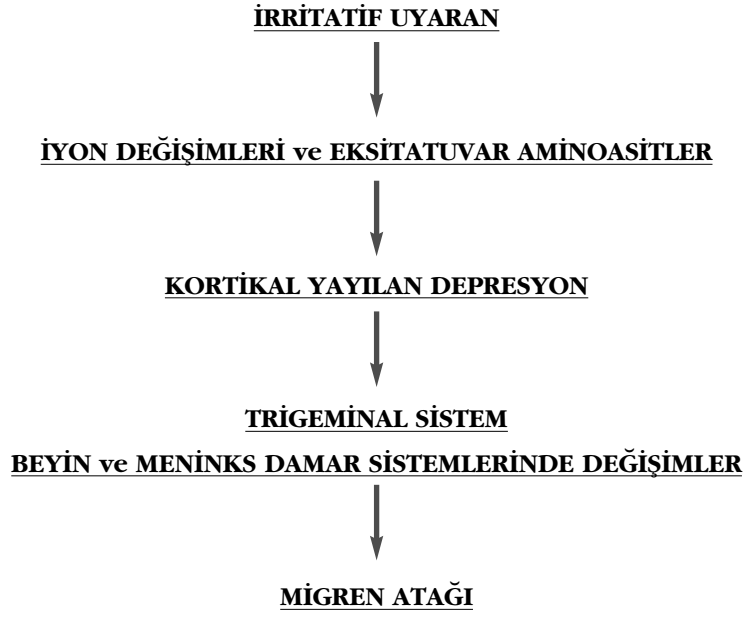 İRRİTATİF UYARAN
İYON DEĞİŞİMLERİ ve EKSİTATUVAR AMİNOASİTLER
KORTİKAL YAYILAN DEPRESYON
TRİGEMİNAL SİSTEM
BEYİN ve MENİNKS DAMAR SİSTEMLERİNDE DEĞİŞİMLER
MİGREN ATAĞI